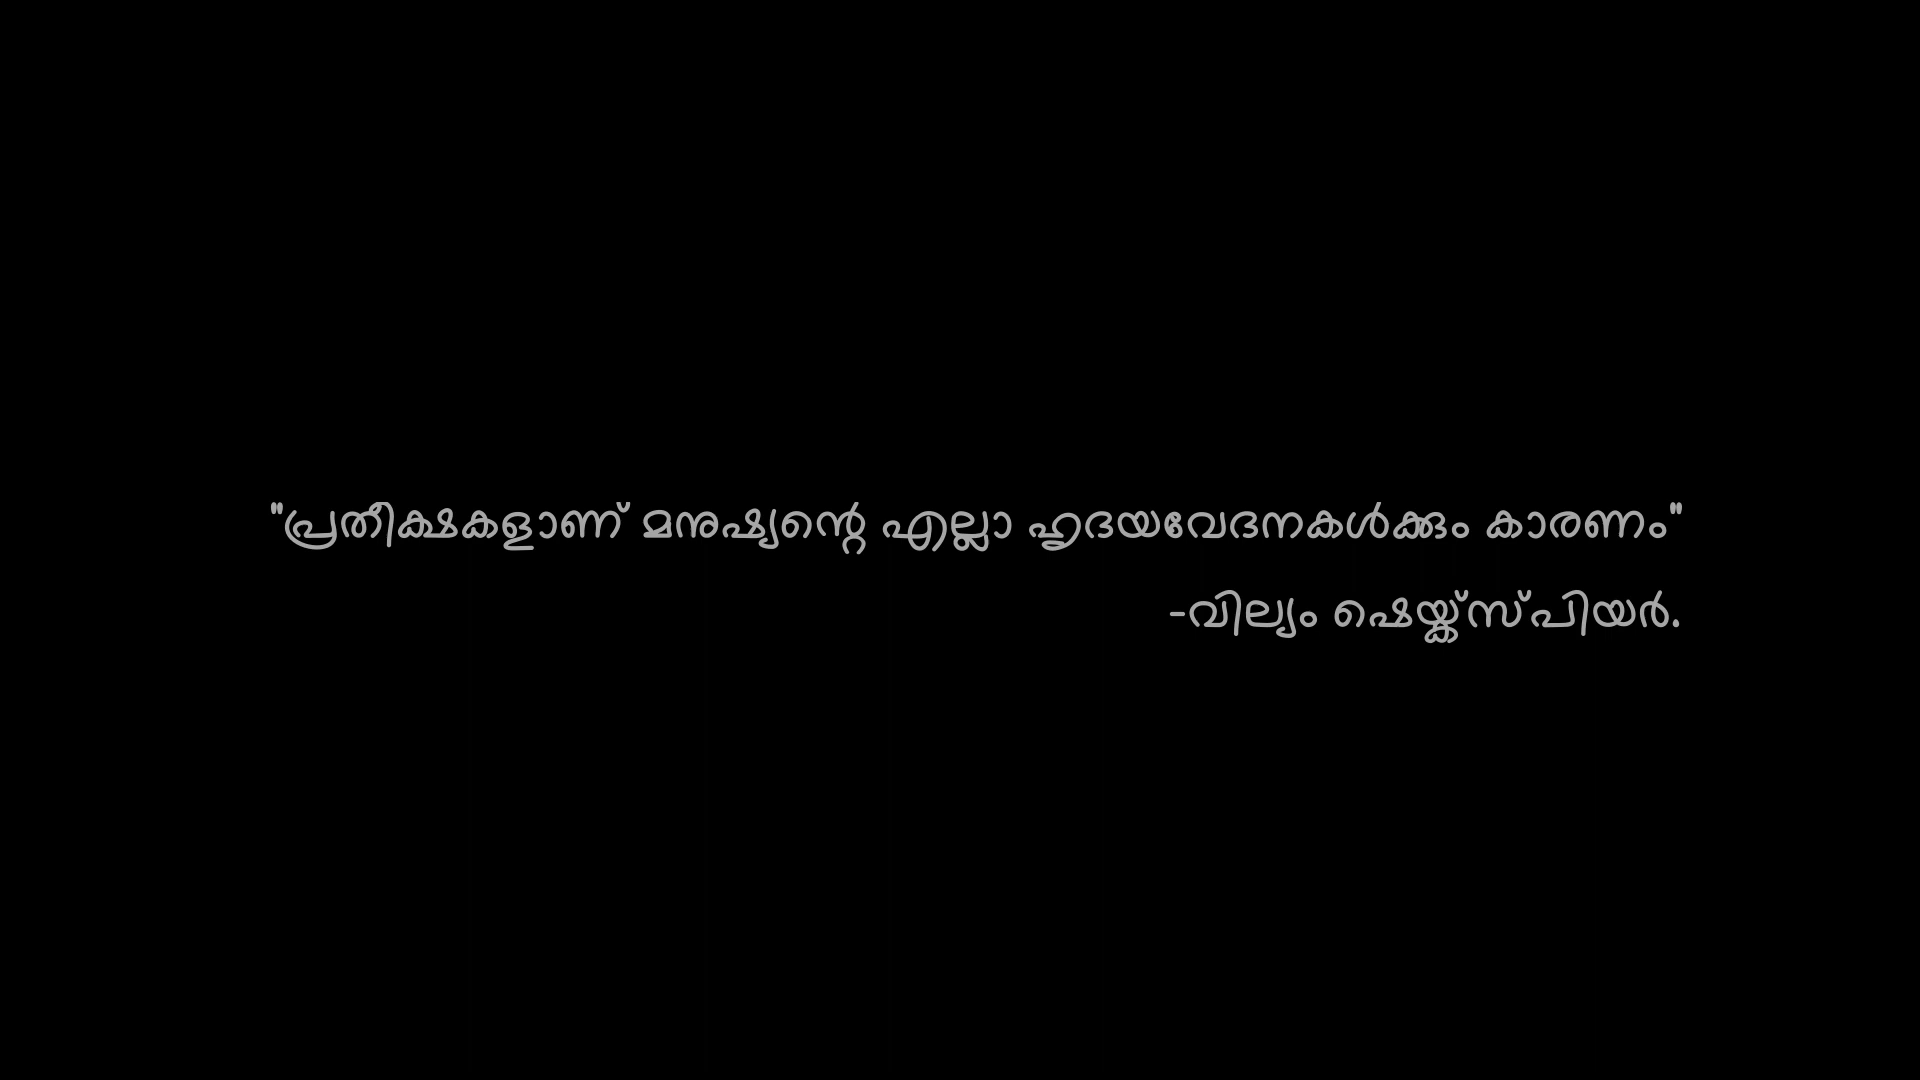 "പ്രതീക്ഷകളാണ് മനുഷ്യന്റെ എല്ലാ ഹൃദയവേദനകൾക്കും കാരണം"
-വില്യം ഷെയ്ക്സ്പിയർ.